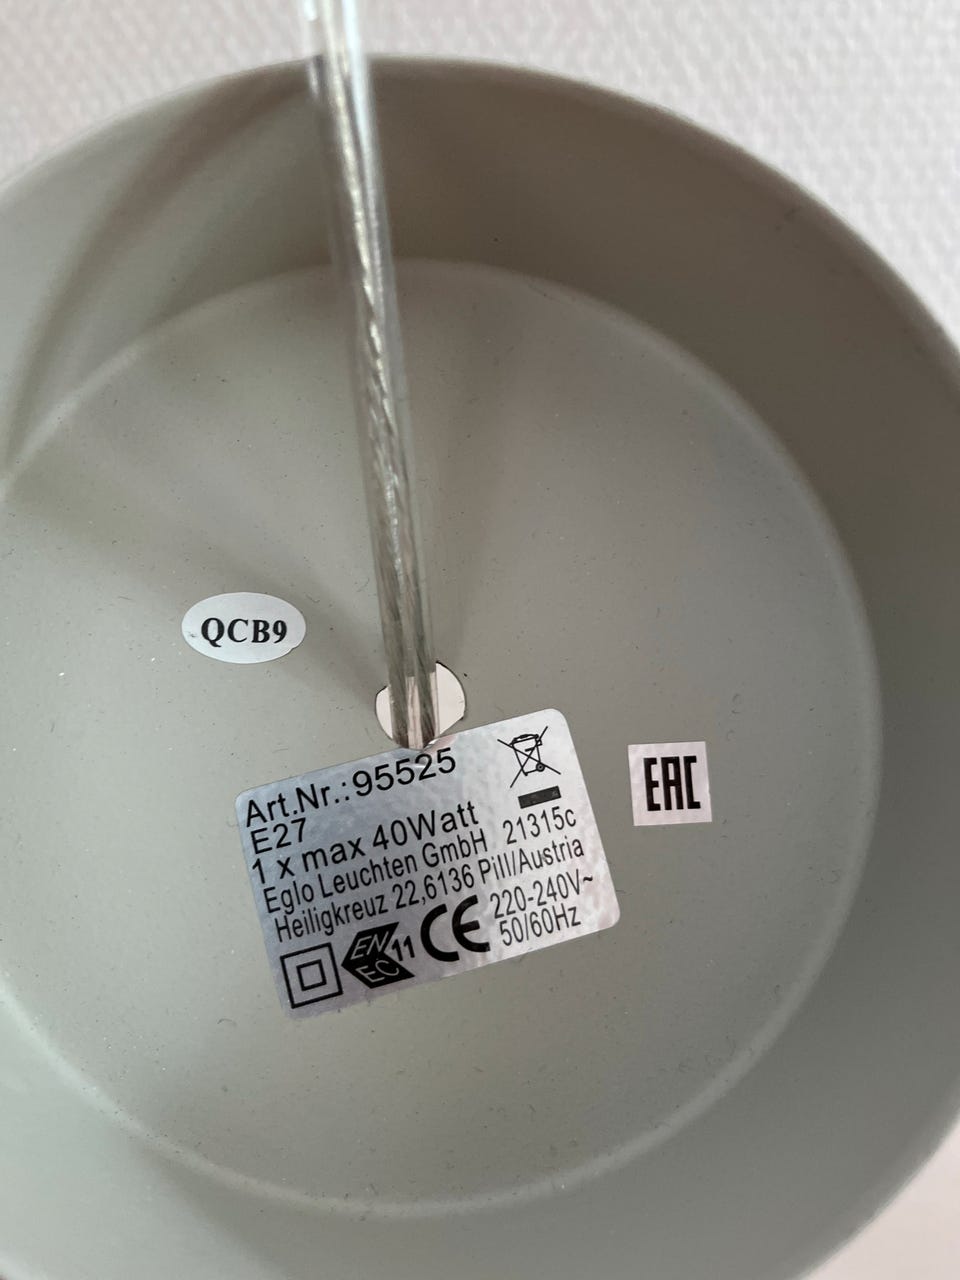 QCB9
Art.Nr.:95525
E27
1 x max 40Watt
Eglo Leuchten GmbH 21315c
Heiligkreuz 22,6136 Pill/Austria
220-240V~
50/60Hz
EN
EC
11
CE
EAC